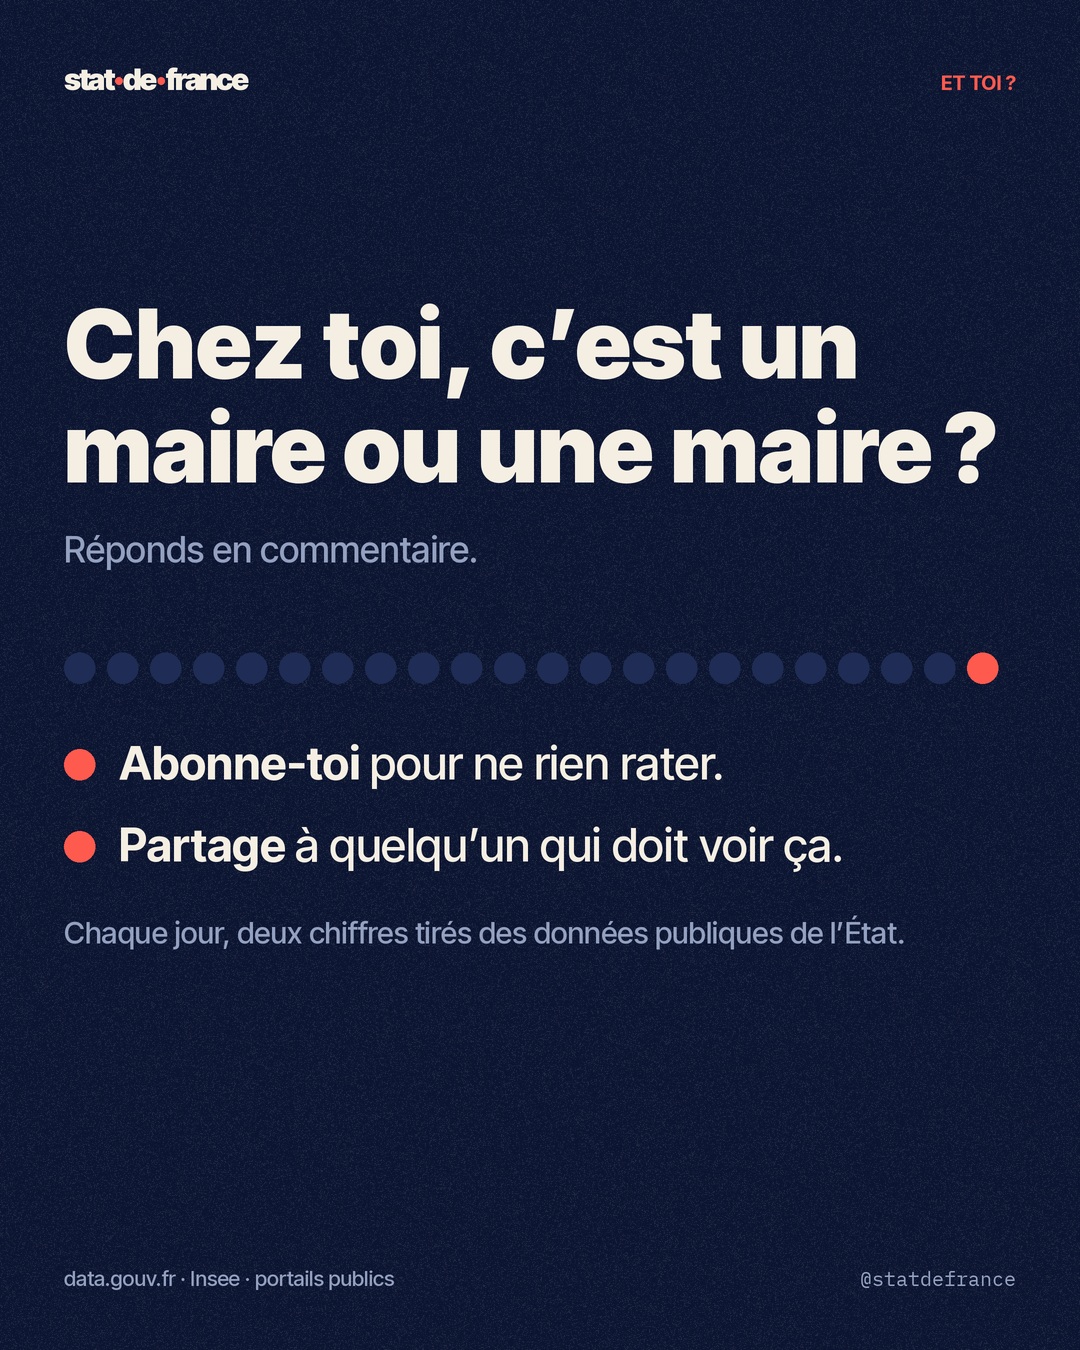 stat•de•france
ET TOI ?
Chez toi, c’est un
maire ou une maire ?
Réponds en commentaire.
Abonne-toi pour ne rien rater.
Partage à quelqu’un qui doit voir ça.
Chaque jour, deux chiffres tirés des données publiques de l’État.
data.gouv.fr · Insee · portails publics
@statdefrance